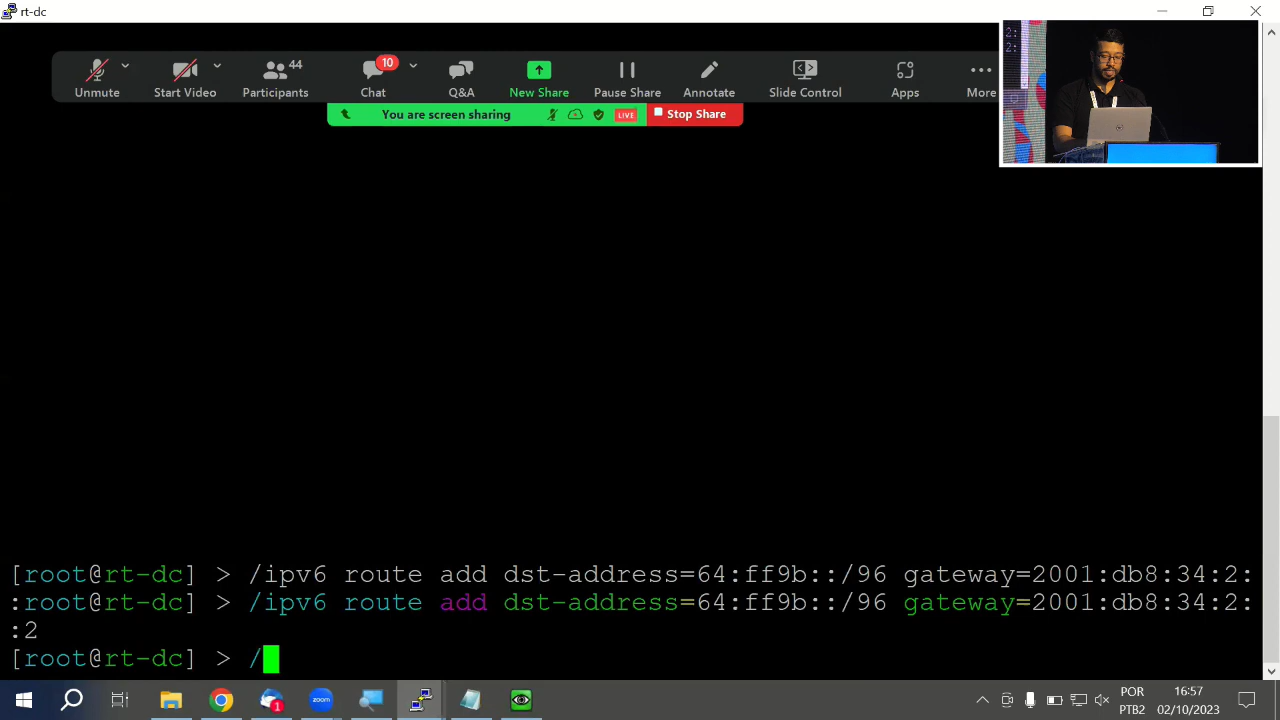 rt-dc
10
44
Unmute
Start Video
Participants
Chat
Q&A
New Share
Pause Share
Annotate
Hide Control
Apps
More
You are screen sharing
LIVE
Stop Share
[root@rt-dc] > /ipv6 route add dst-address=64:ff9b::/96 gateway=2001:db8:34:2:
:root@rt-dc] > /ipv6 route add dst-address=64:ff9b::/96 gateway=2001:db8:34:2:
:2
[root@rt-dc] > /
1
zoom
POR
PTB2
16:57
02/10/2023